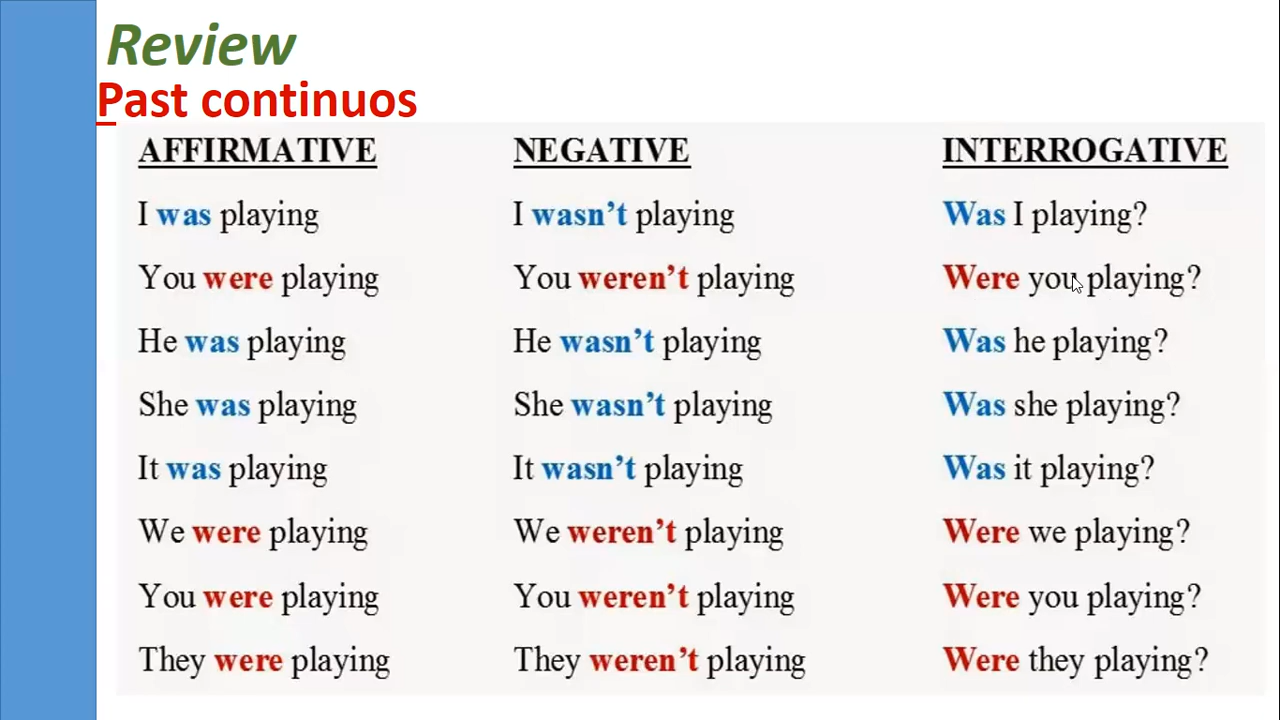 Review
Past continuos
AFFIRMATIVE NEGATIVE INTERROGATIVE
I was playing I wasn’t playing Was I playing?
You were playing You weren’t playing Were you playing?
He was playing He wasn’t playing Was he playing?
She was playing She wasn’t playing Was she playing?
It was playing It wasn’t playing Was it playing?
We were playing We weren’t playing Were we playing?
You were playing You weren’t playing Were you playing?
They were playing They weren’t playing Were they playing?